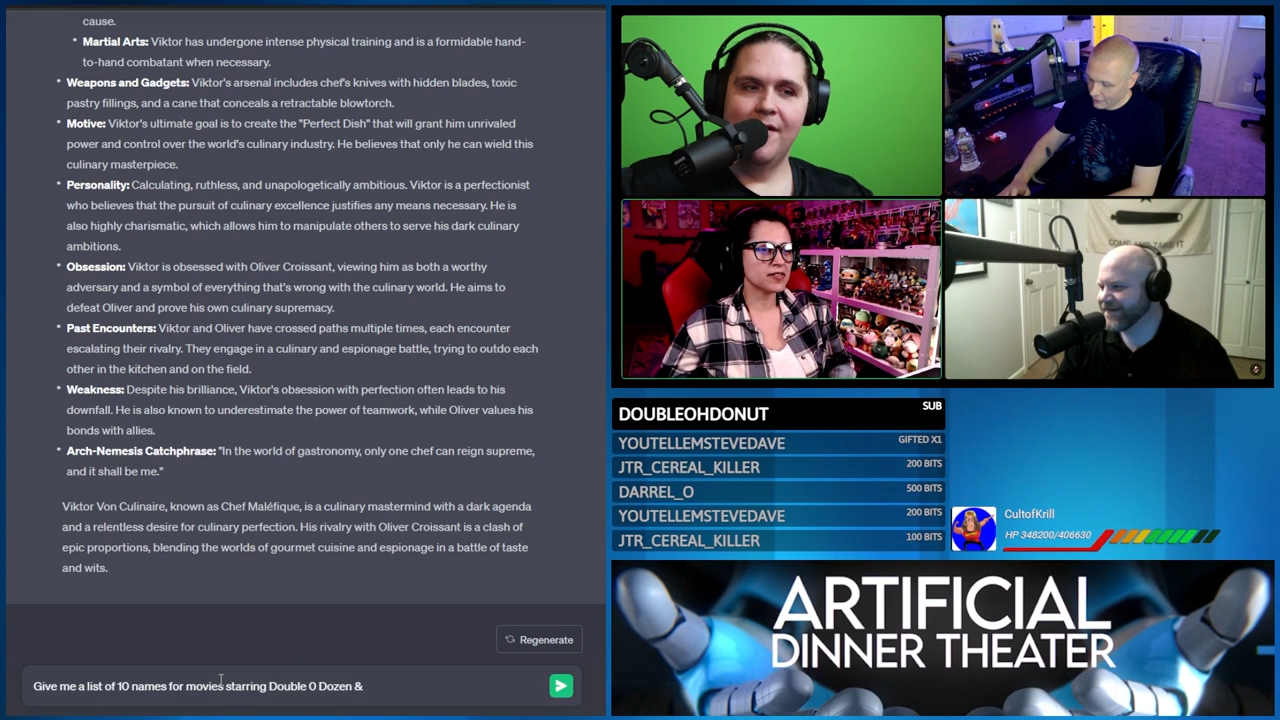 cause.
• Martial Arts: Viktor has undergone intense physical training and is a formidable hand-
to-hand combatant when necessary.
• Weapons and Gadgets: Viktor's arsenal includes chef's knives with hidden blades, toxic
pastry fillings, and a cane that conceals a retractable blowtorch.
• Motive: Viktor's ultimate goal is to create the "Perfect Dish" that will grant him unrivaled
power and control over the world's culinary industry. He believes that only he can wield this
culinary masterpiece.
• Personality: Calculating, ruthless, and unapologetically ambitious. Viktor is a perfectionist
who believes that the pursuit of culinary excellence justifies any means necessary. He is
also highly charismatic, which allows him to manipulate others to serve his dark culinary
ambitions.
• Obsession: Viktor is obsessed with Oliver Croissant, viewing him as both a worthy
adversary and a symbol of everything that's wrong with the culinary world. He aims to
defeat Oliver and prove his own culinary supremacy.
• Past Encounters: Viktor and Oliver have crossed paths multiple times, each encounter
escalating their rivalry. They engage in a culinary and espionage battle, trying to outdo each
other in the kitchen and on the field.
• Weakness: Despite his brilliance, Viktor's obsession with perfection often leads to his
downfall. He is also known to underestimate the power of teamwork, while Oliver values his
bonds with allies.
• Arch-Nemesis Catchphrase: "In the world of gastronomy, only one chef can reign supreme,
and it shall be me."
Viktor Von Culinaire, known as Chef Maléfique, is a culinary mastermind with a dark agenda
and a relentless desire for culinary perfection. His rivalry with Oliver Croissant is a clash of
epic proportions, blending the worlds of gourmet cuisine and espionage in a battle of taste
and wits.
Regenerate
Give me a list of 10 names for movies starring Double 0 Dozen &
COME AND TAKE IT
DOUBLEOHDONUT SUB
YOUTELLEMSTEVEDAVE GIFTED X1
JTR_CEREAL_KILLER 200 BITS
DARREL_O 500 BITS
YOUTELLEMSTEVEDAVE 200 BITS
JTR_CEREAL_KILLER 100 BITS
CultofKrill
HP 348200/406630
ARTIFICIAL
DINNER THEATER